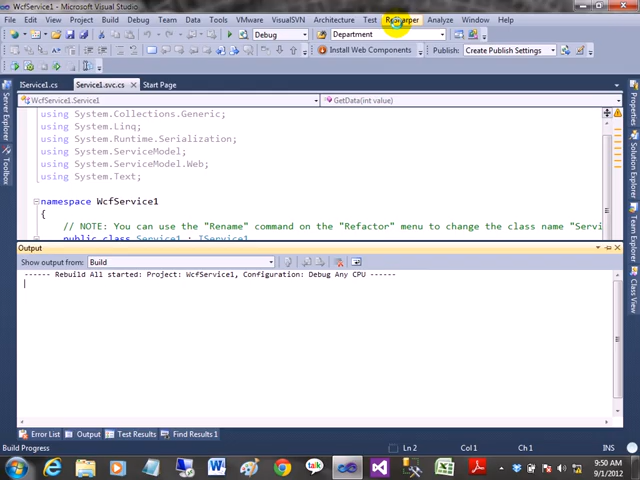 WcfService1 - Microsoft Visual Studio
File Edit View Project Build Debug Team Data Tools VMware VisualSVN Architecture Test ReSharper Analyze Window Help
Debug Department
Install Web Components Publish: Create Publish Settings
IService1.cs Service1.svc.cs Start Page
WcfService1.Service1 GetData(int value)
using System.Collections.Generic;
using System.Linq;
using System.Runtime.Serialization;
using System.ServiceModel;
using System.ServiceModel.Web;
using System.Text;
namespace WcfService1
{
// NOTE: You can use the "Rename" command on the "Refactor" menu to change the class name "Servi
public class Service1 : IService1
Output
Show output from: Build
------ Rebuild All started: Project: WcfService1, Configuration: Debug Any CPU ------
Error List Output Test Results Find Results 1
Build Progress Ln 2 Col 1 Ch 1 INS
Server Explorer
Toolbox
Properties
Solution Explorer
Team Explorer
Class View
talk
9:50 AM
9/1/2012